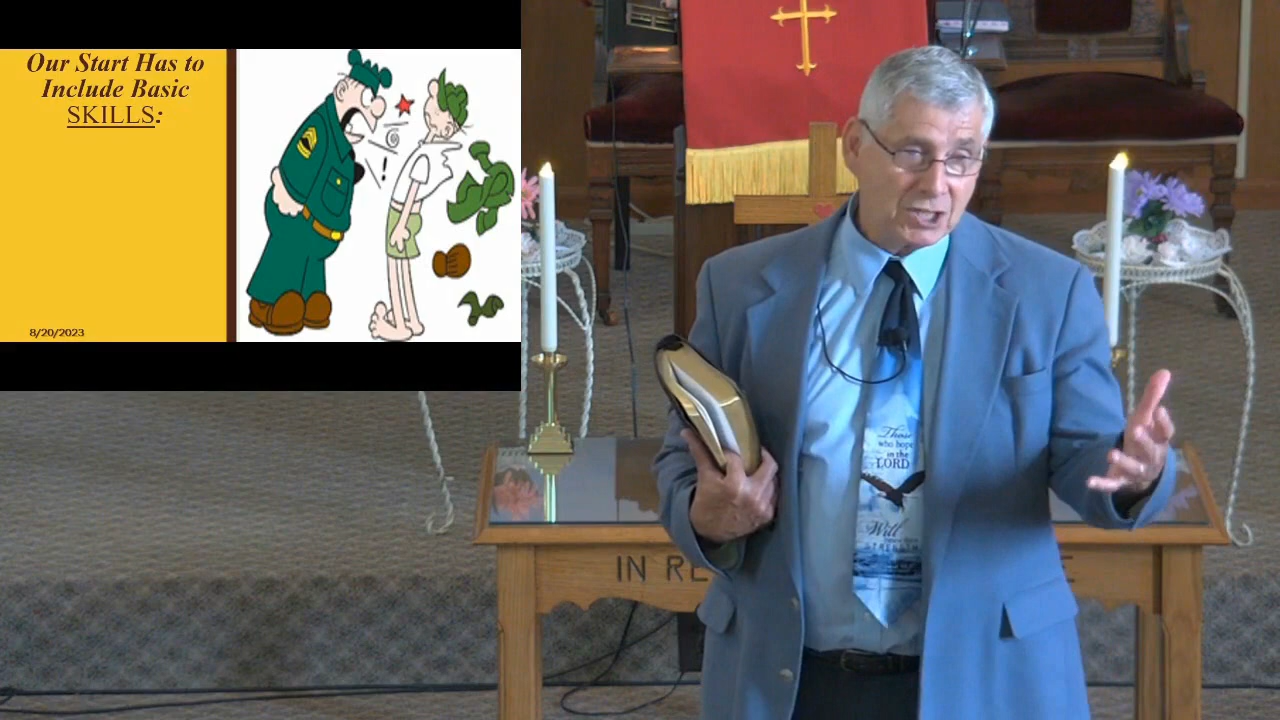 Our Start Has to
Include Basic
SKILLS:
!
8/20/2023
Those
who hope
in the
LORD
Will
STRENGTH
IN RE
E